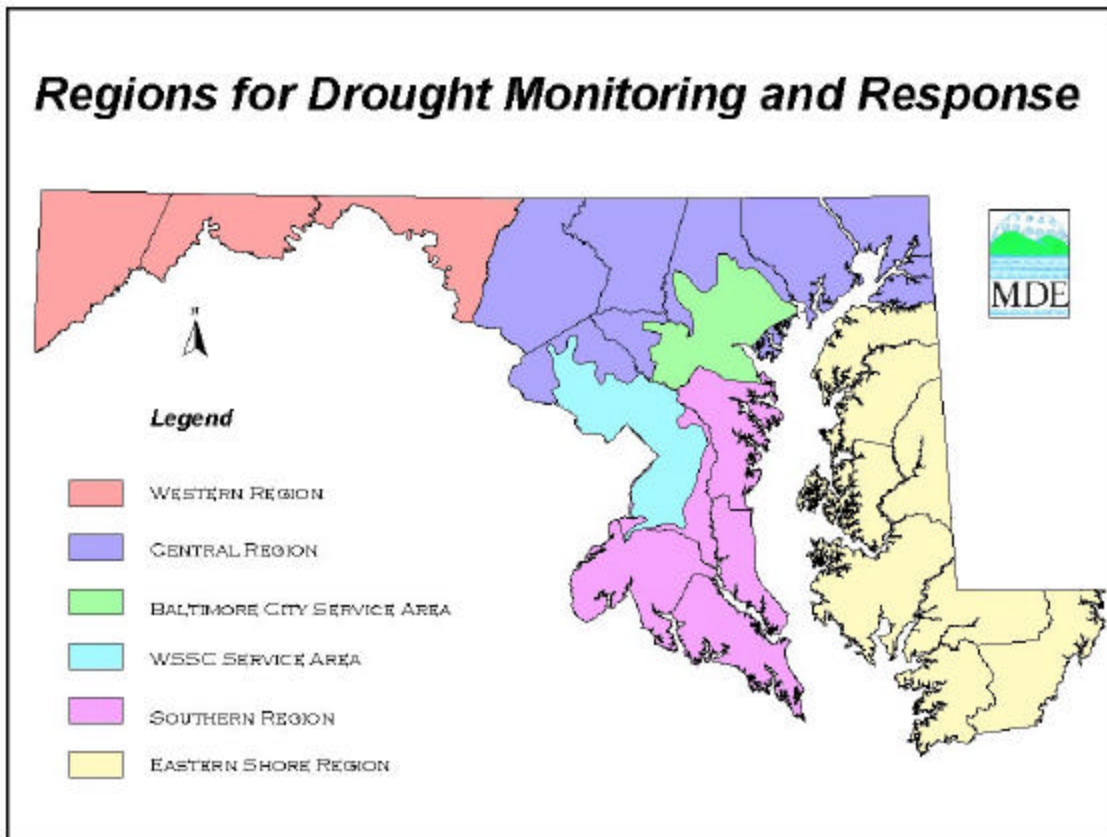 Regions for Drought Monitoring and Response
MDE
N
Legend
WESTERN REGION
CENTRAL REGION
BALTIMORE CITY SERVICE AREA
WSSC SERVICE AREA
SOUTHERN REGION
EASTERN SHORE REGION